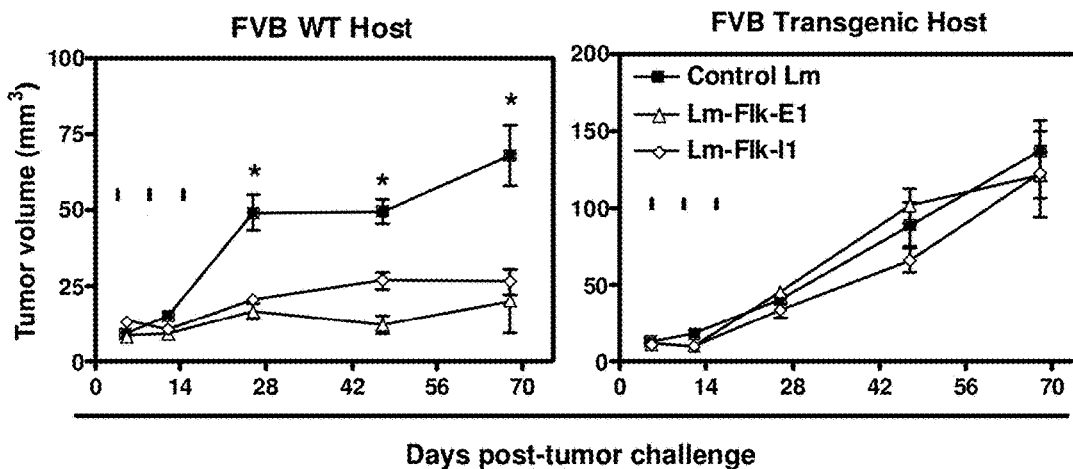 FVB WT Host
FVB Transgenic Host
Tumor volume (mm³)
100
75
50
25
0
* * *
0 14 28 42 56 70
200
150
100
50
0
Control Lm
Lm-Flk-E1
Lm-Flk-I1
0 14 28 42 56 70
Days post-tumor challenge